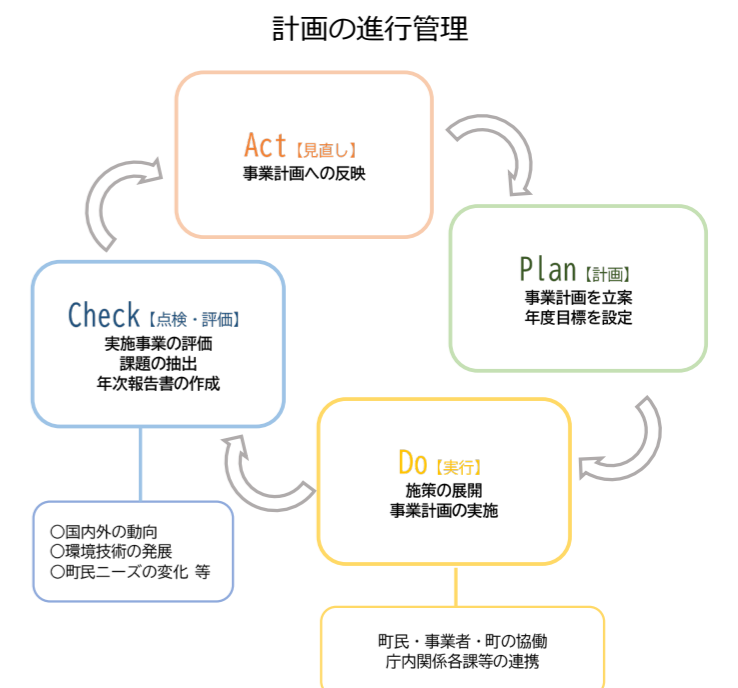 計画の進行管理
Act【見直し】
事業計画への反映
Plan【計画】
事業計画を立案
年度目標を設定
Check【点検・評価】
実施事業の評価
課題の抽出
年次報告書の作成
Do【実行】
施策の展開
事業計画の実施
○国内外の動向
○環境技術の発展
○町民ニーズの変化 等
町民・事業者・町の協働
庁内関係各課等の連携